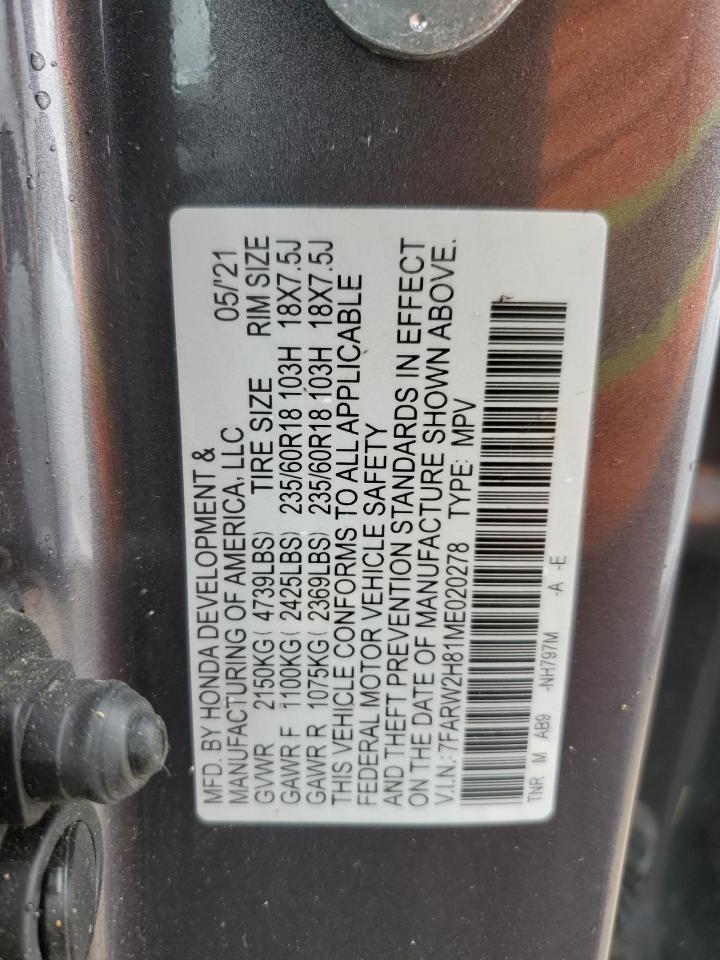 MFD. BY HONDA DEVELOPMENT &
MANUFACTURING OF AMERICA, LLC 05/'21
GVWR 2150KG( 4739LBS) TIRE SIZE RIM SIZE
GAWR F 1100KG( 2425LBS) 235/60R18 103H 18X7.5J
GAWR R 1075KG( 2369LBS) 235/60R18 103H 18X7.5J
THIS VEHICLE CONFORMS TO ALL APPLICABLE
FEDERAL MOTOR VEHICLE SAFETY
AND THEFT PREVENTION STANDARDS IN EFFECT
ON THE DATE OF MANUFACTURE SHOWN ABOVE.
V.I.N.: 7FARW2H81ME020278 TYPE: MPV
TNR M AB9 -NH797M -A -E